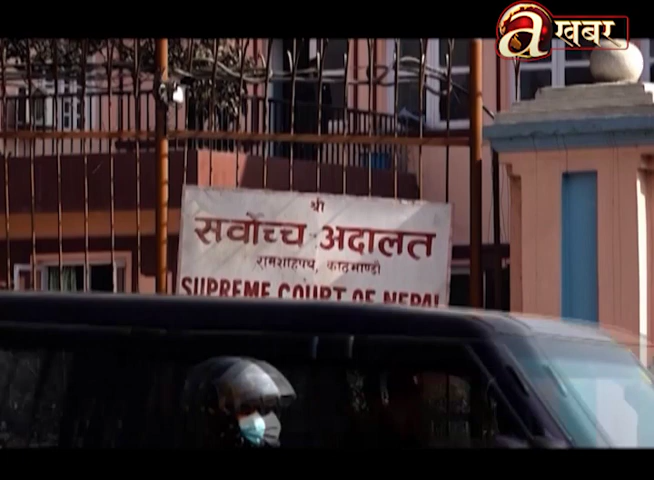 a खबर
श्री
सर्वोच्च अदालत
रामशाहपथ, काठमाण्डौ
SUPREME COURT OF NEPAL